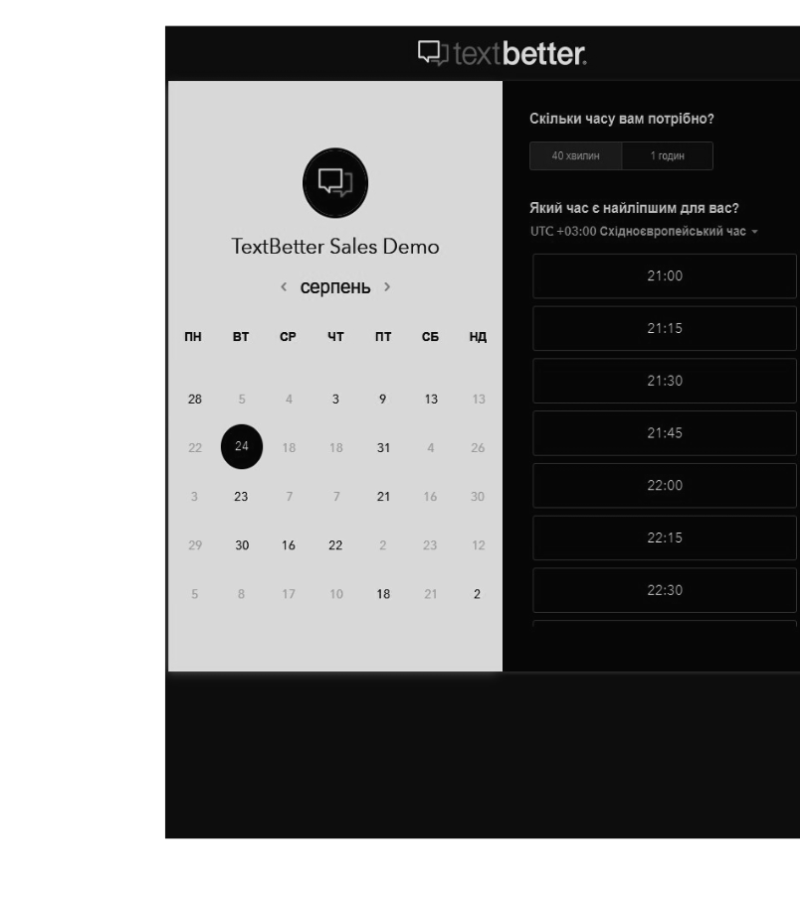 textbetter.
TextBetter Sales Demo
‹ серпень ›
ПН ВТ СР ЧТ ПТ СБ НД
28 5 4 3 9 13 13
22 24 18 18 31 4 26
3 23 7 7 21 16 30
29 30 16 22 2 23 12
5 8 17 10 18 21 2
Скільки часу вам потрібно?
40 хвилин 1 годин
Який час є найліпшим для вас?
UTC +03:00 Східноєвропейський час
21:00
21:15
21:30
21:45
22:00
22:15
22:30